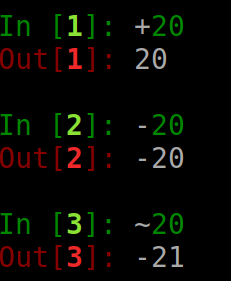 In [1]: +20
Out[1]: 20
In [2]: -20
Out[2]: -20
In [3]: ~20
Out[3]: -21